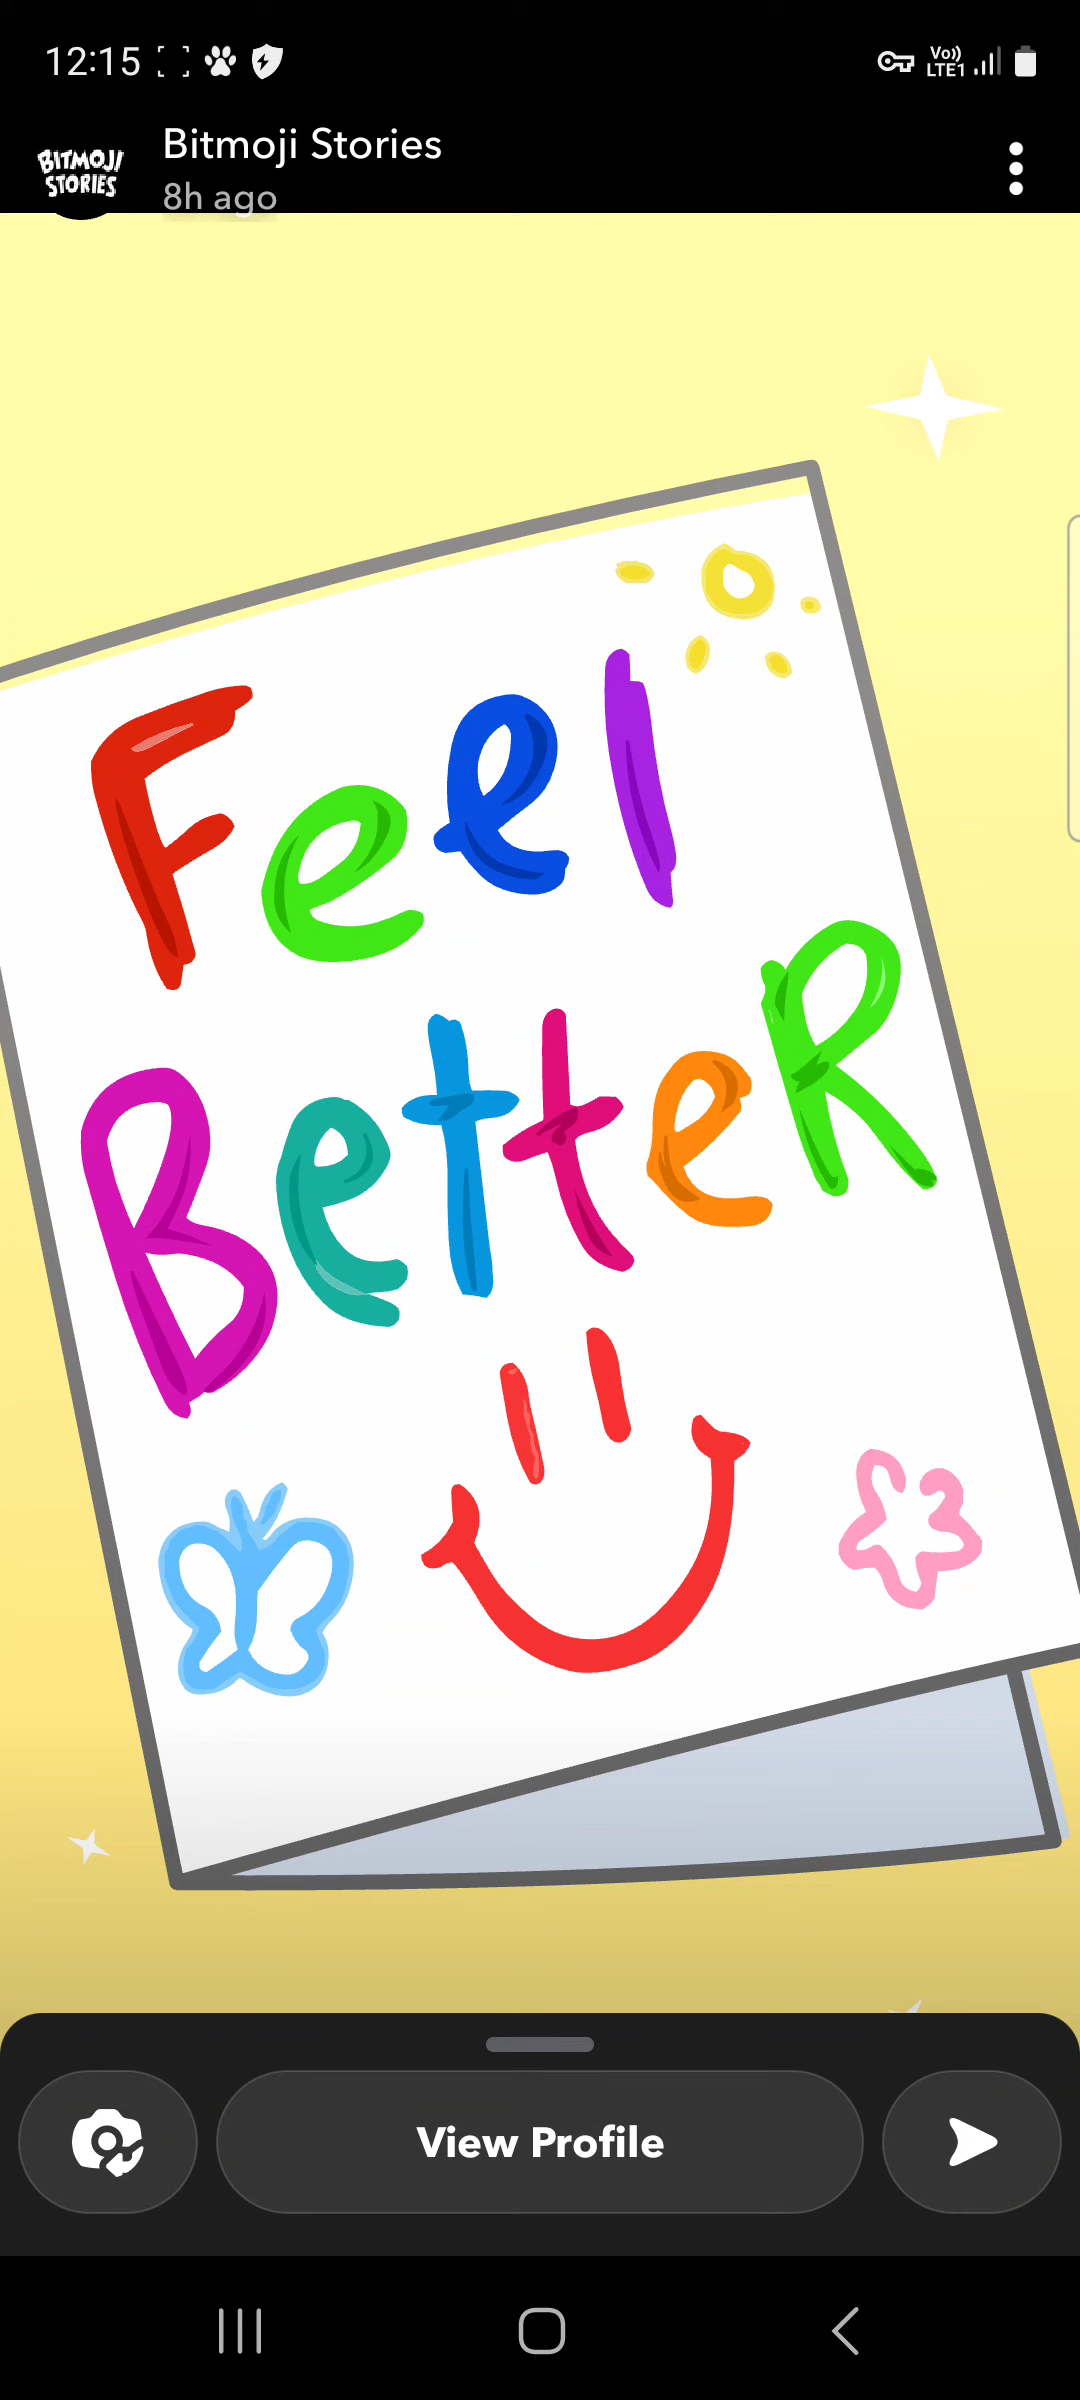 12:15
Vo))
LTE1
BITMOJI
STORIES
Bitmoji Stories
8h ago
Feel
BetteR
View Profile